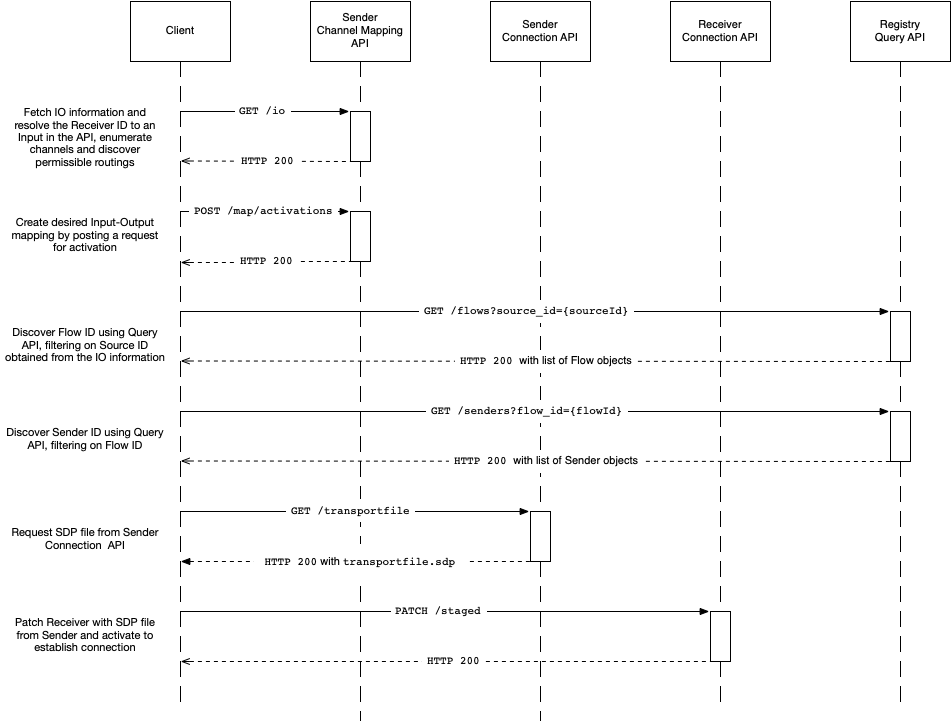 Client
Sender
Channel Mapping
API
Sender
Connection API
Receiver
Connection API
Registry
Query API
Fetch IO information and
resolve the Receiver ID to an
Input in the API, enumerate
channels and discover
permissible routings
GET /io
HTTP 200
Create desired Input-Output
mapping by posting a request
for activation
POST /map/activations
HTTP 200
Discover Flow ID using Query
API, filtering on Source ID
obtained from the IO information
GET /flows?source_id={sourceId}
HTTP 200 with list of Flow objects
Discover Sender ID using Query
API, filtering on Flow ID
GET /senders?flow_id={flowId}
HTTP 200 with list of Sender objects
Request SDP file from Sender
Connection API
GET /transportfile
HTTP 200 with transportfile.sdp
Patch Receiver with SDP file
from Sender and activate to
establish connection
PATCH /staged
HTTP 200